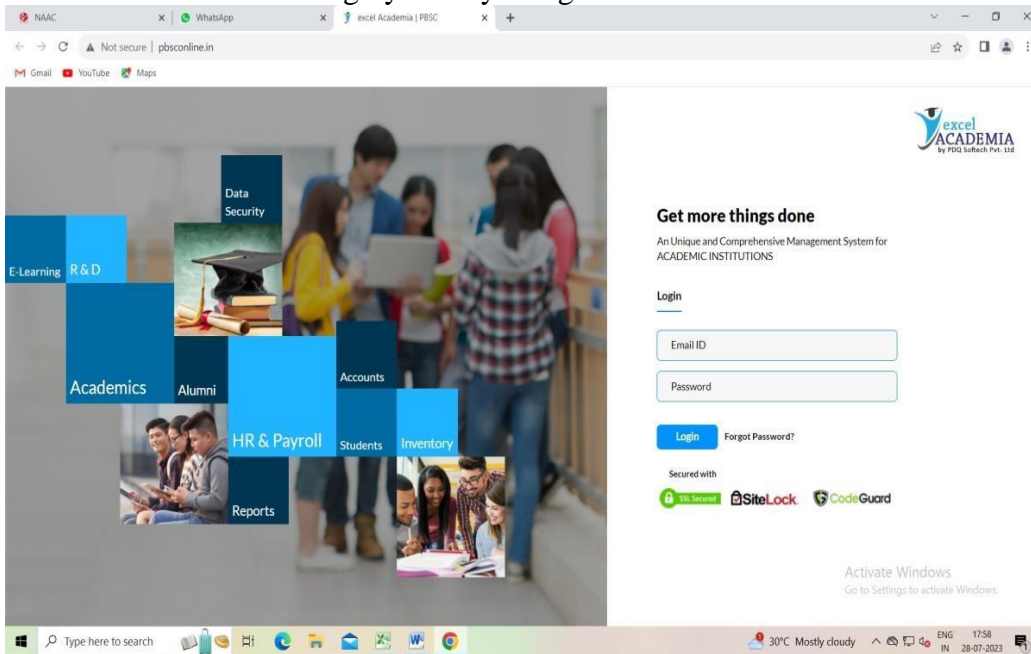 NAAC
WhatsApp
excel Academia | PBSC
Not secure | pbsconline.in
Gmail
YouTube
Maps
excel
ACADEMIA
by PDQ Softech Pvt. Ltd
Data
Security
E-Learning
R & D
Academics
Alumni
Accounts
HR & Payroll
Students
Inventory
Reports
Get more things done
An Unique and Comprehensive Management System for
ACADEMIC INSTITUTIONS
Login
Email ID
Password
Login
Forgot Password?
Secured with
SSL Secured
SiteLock
CodeGuard
Activate Windows
Go to Settings to activate Windows.
Type here to search
30°C Mostly cloudy
ENG
IN
17:58
28-07-2023